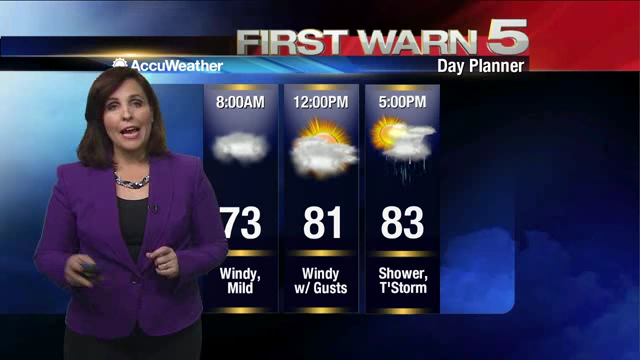 FIRST WARN 5
AccuWeather
Day Planner
8:00AM
12:00PM
5:00PM
73
81
83
Windy,
Mild
Windy
w/ Gusts
Shower,
T'Storm